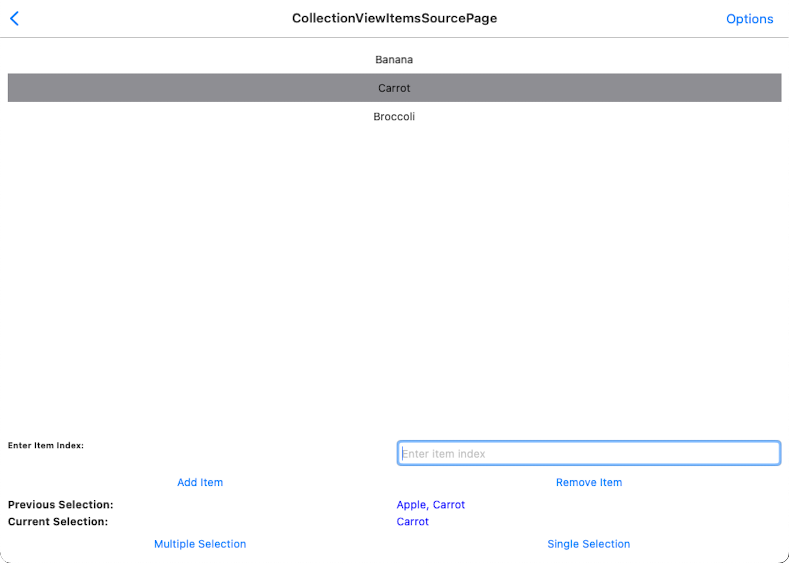 CollectionViewItemsSourcePage Options
Banana
Carrot
Broccoli
Enter Item Index: Enter item index
Add Item Remove Item
Previous Selection: Apple, Carrot
Current Selection: Carrot
Multiple Selection Single Selection